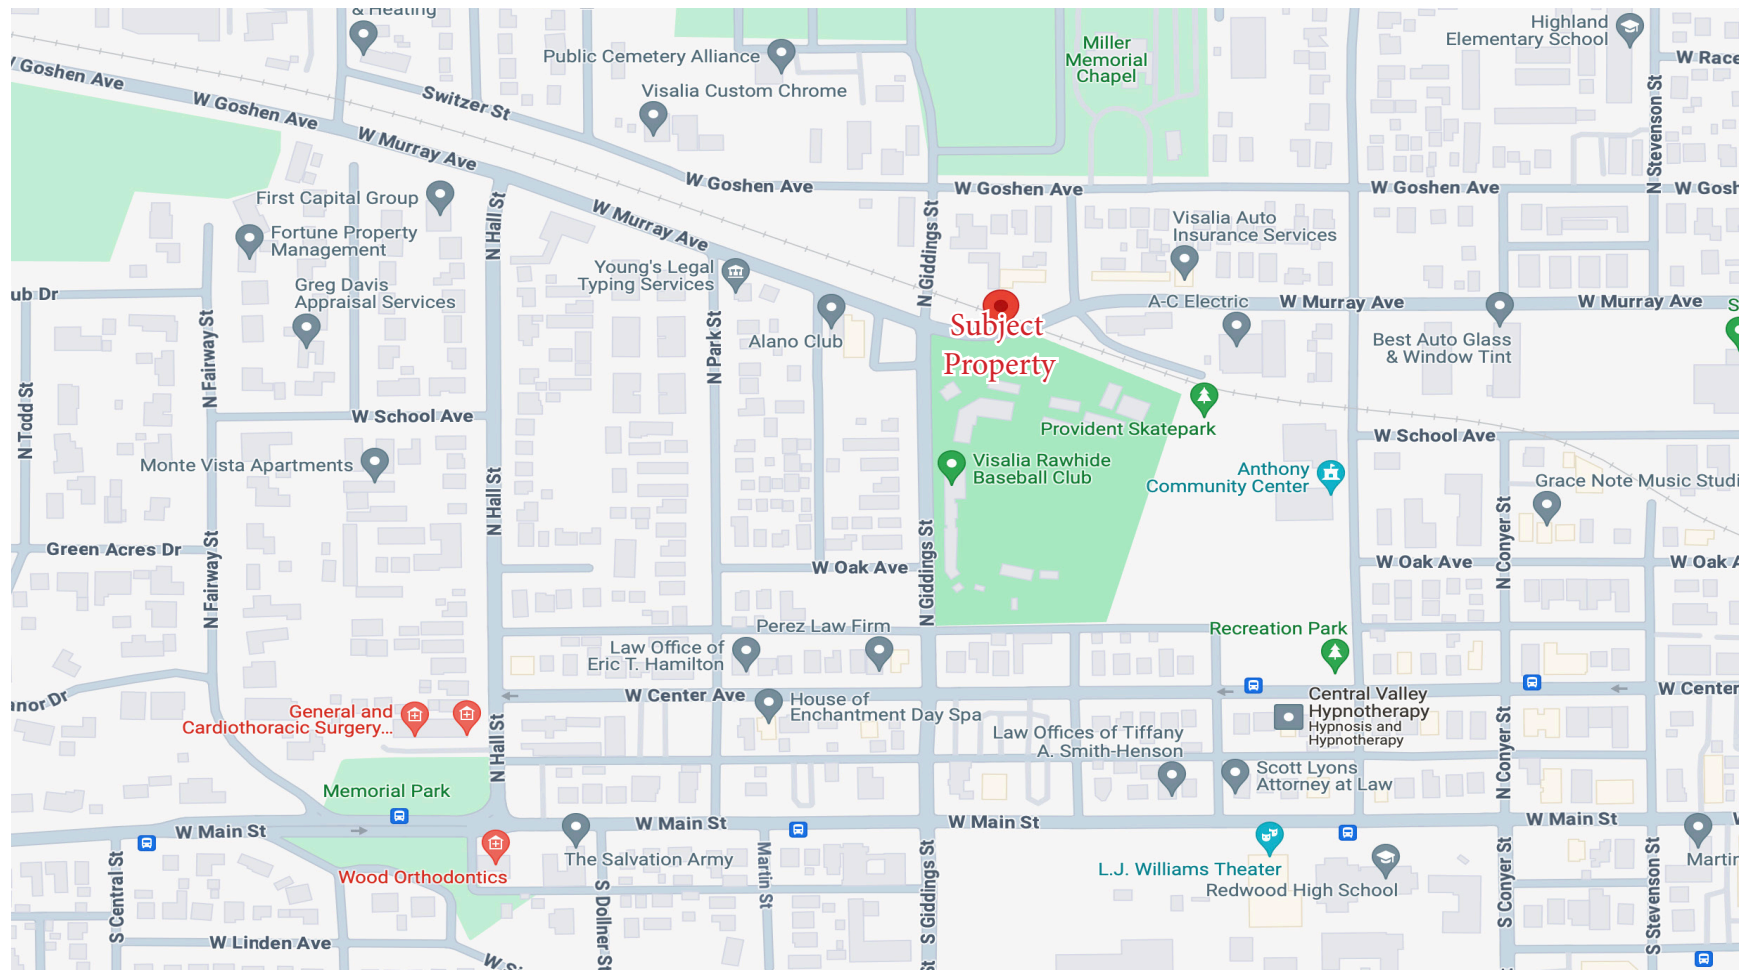 & Heating
Public Cemetery Alliance
Miller
Memorial
Chapel
Highland
Elementary School
W Race
Goshen Ave
W Goshen Ave
Switzer St
Visalia Custom Chrome
N Stevenson St
W Murray Ave
W Goshen Ave
W Goshen Ave
W Goshen Ave
W Gosh
First Capital Group
N Hall St
W Murray Ave
N Giddings St
Visalia Auto
Insurance Services
Fortune Property
Management
Young's Legal
Typing Services
ub Dr
Greg Davis
Appraisal Services
A-C Electric
W Murray Ave
W Murray Ave
S
N Fairway St
N Park St
Alano Club
Subject
Property
Best Auto Glass
& Window Tint
N Todd St
W School Ave
Provident Skatepark
W School Ave
Monte Vista Apartments
Visalia Rawhide
Baseball Club
Anthony
Community Center
Grace Note Music Studi
N Hall St
N Conyer St
Green Acres Dr
N Fairway St
W Oak Ave
N Giddings St
W Oak Ave
W Oak A
Perez Law Firm
Recreation Park
Law Office of
Eric T. Hamilton
anor Dr
W Center Ave
House of
Enchantment Day Spa
W Center
General and
Cardiothoracic Surgery...
N Hall St
Central Valley
Hypnotherapy
Hypnosis and
Hypnotherapy
N Conyer St
Law Offices of Tiffany
A. Smith-Henson
Scott Lyons
Attorney at Law
Memorial Park
W Main St
W Main St
W Main St
W Main St
The Salvation Army
Martin St
L.J. Williams Theater
Redwood High School
Martin
Wood Orthodontics
S Central St
S Dollner St
S Giddings St
S Conyer St
S Stevenson St
W Linden Ave
St